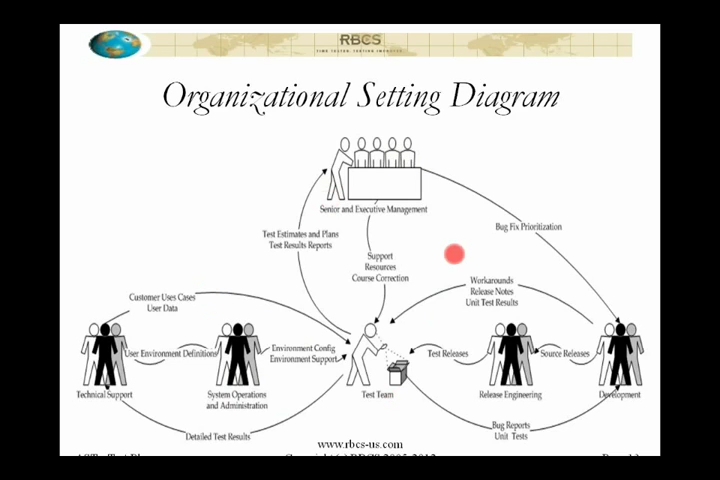 RBCS
Organizational Setting Diagram
Senior and Executive Management
Test Estimates and Plans
Test Results Reports
Bug Fix Prioritization
Support
Resources
Course Correction
Workarounds
Release Notes
Unit Test Results
Customer Uses Cases
User Data
User Environment Definitions
Environment Config
Environment Support
Test Releases
Source Releases
Technical Support
System Operations
and Administration
Test Team
Release Engineering
Development
Detailed Test Results
Bug Reports
Unit Tests
www.rbcs-us.com